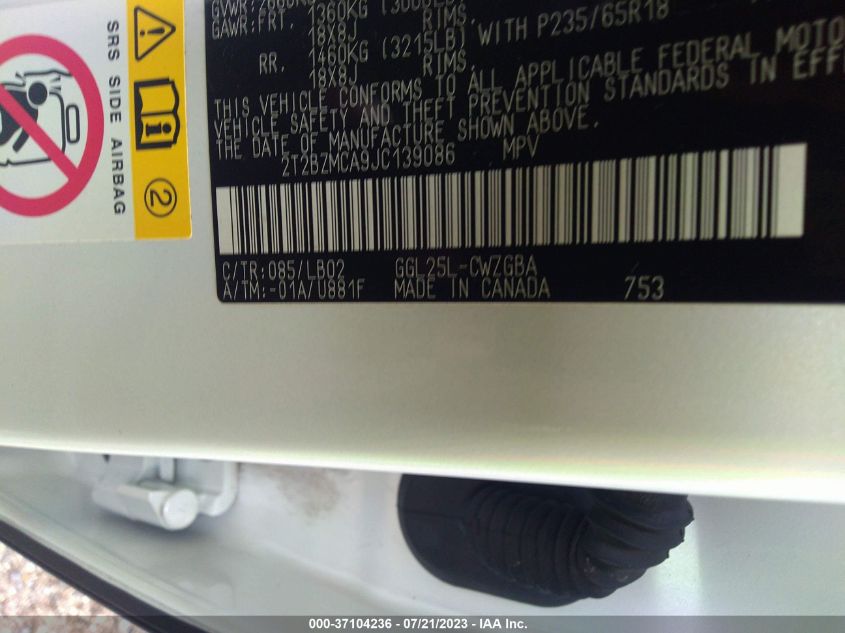 GVWR: 2660KG
GAWR: FRT. 1360KG
18X8J RIMS,
RR. 1460KG (3215LB) WITH P235/65R18
18X8J RIMS,
THIS VEHICLE CONFORMS TO ALL APPLICABLE FEDERAL MOTO
VEHICLE SAFETY AND THEFT PREVENTION STANDARDS IN EFF
THE DATE OF MANUFACTURE SHOWN ABOVE.
2T2BZMCA9JC139086 MPV
C/TR:085/LB02 GGL25L-CWZGBA
A/TM:-01A/U881F MADE IN CANADA 753
SRS SIDE AIRBAG
2
000-37104236 - 07/21/2023 - IAA Inc.